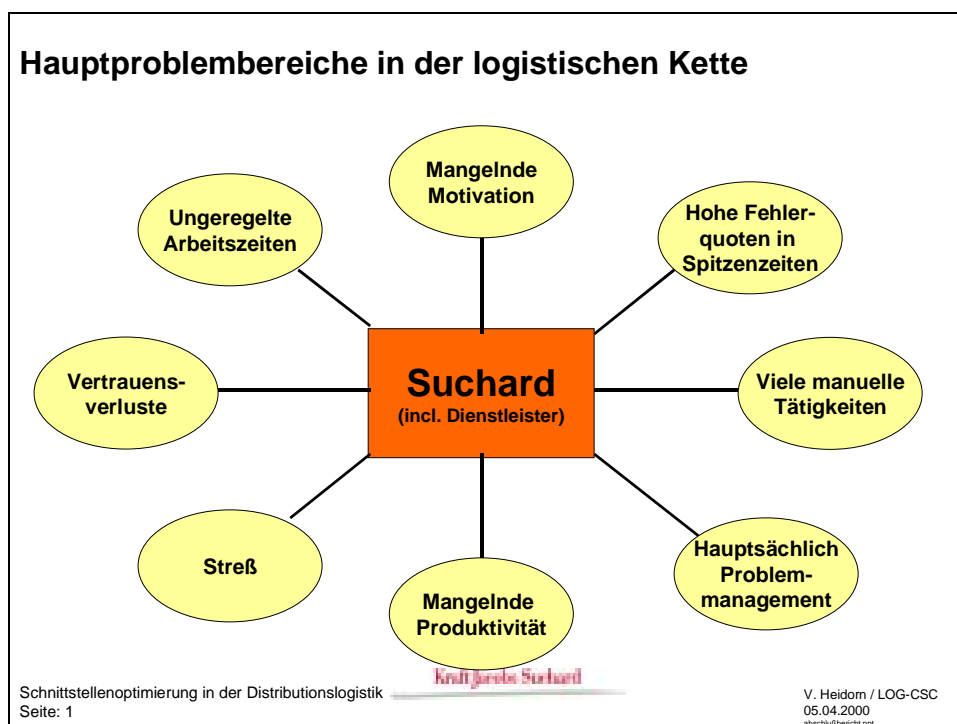 Hauptproblembereiche in der logistischen Kette
Mangelnde
Motivation
Ungeregelte
Arbeitszeiten
Hohe Fehler-
quoten in
Spitzenzeiten
Vertrauens-
verluste
Suchard
(incl. Dienstleister)
Viele manuelle
Tätigkeiten
Streß
Mangelnde
Produktivität
Hauptsächlich
Problem-
management
Kraft Jacobs Suchard
Schnittstellenoptimierung in der Distributionslogistik
Seite: 1
V. Heidorn / LOG-CSC
05.04.2000
abschlußbericht.ppt